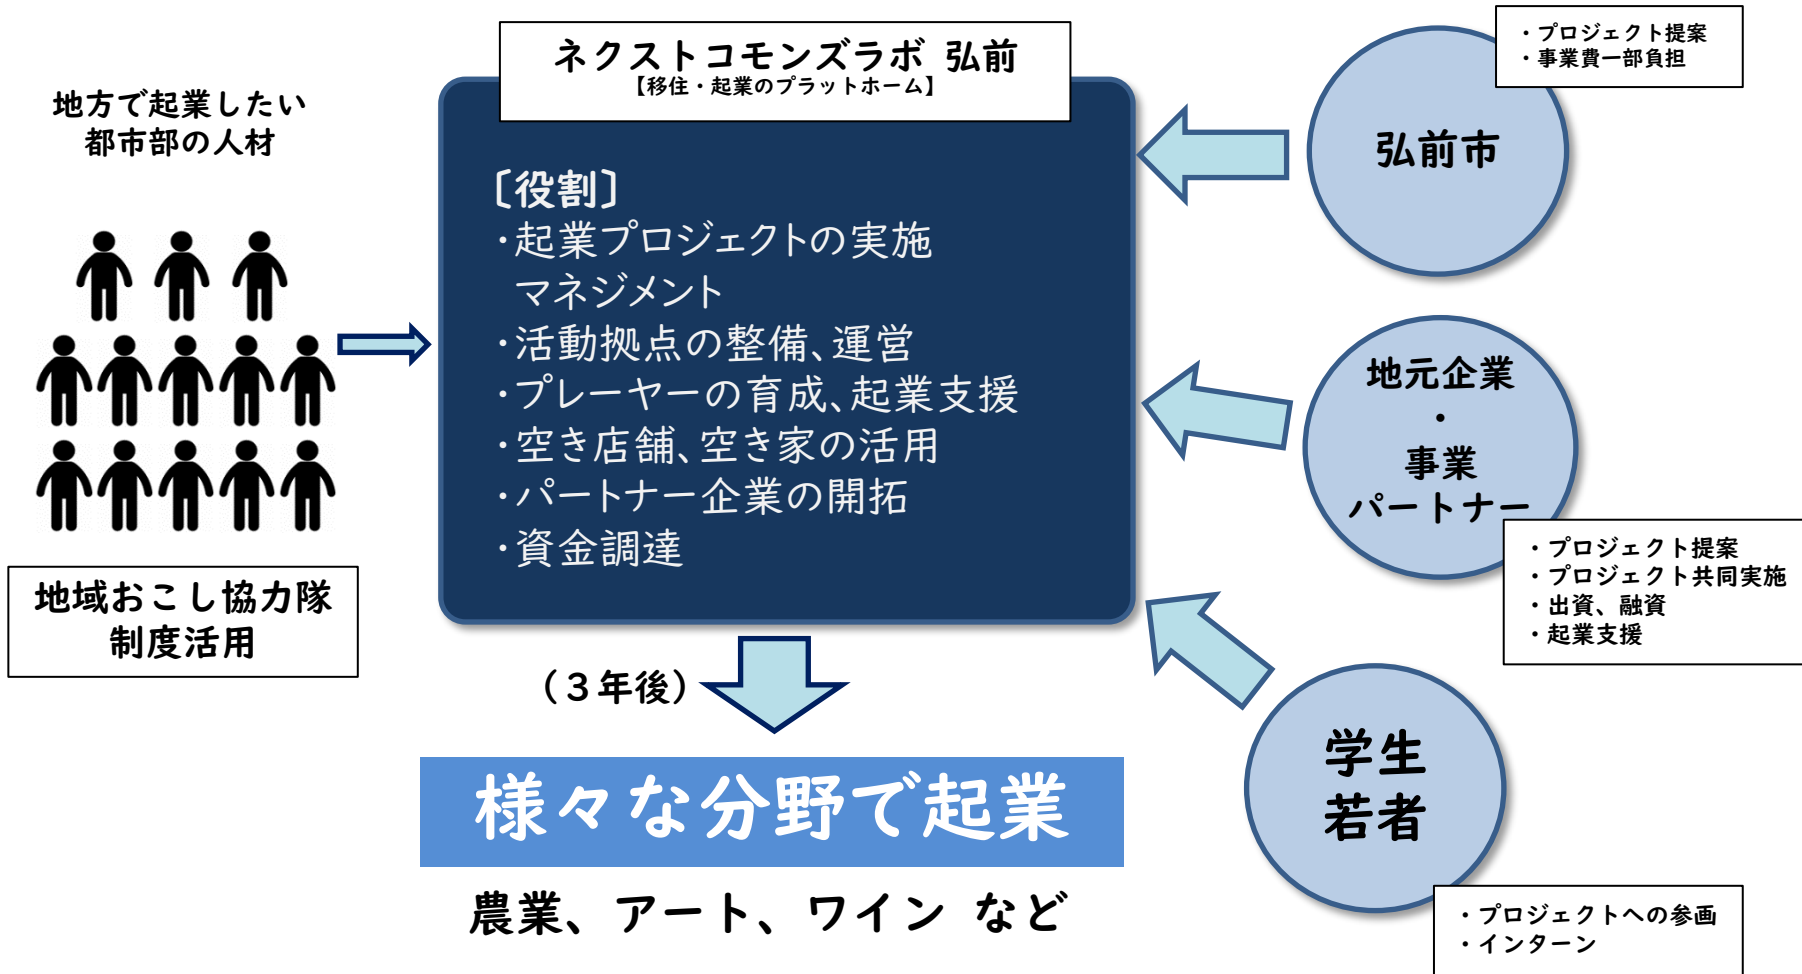 地方で起業したい
都市部の人材
地域おこし協力隊
制度活用
ネクストコモンズラボ 弘前
【移住・起業のプラットホーム】
〔役割〕
・起業プロジェクトの実施
マネジメント
・活動拠点の整備、運営
・プレーヤーの育成、起業支援
・空き店舗、空き家の活用
・パートナー企業の開拓
・資金調達
（３年後）
様々な分野で起業
農業、アート、ワイン など
・プロジェクト提案
・事業費一部負担
弘前市
地元企業
・
事業
パートナー
・プロジェクト提案
・プロジェクト共同実施
・出資、融資
・起業支援
学生
若者
・プロジェクトへの参画
・インターン